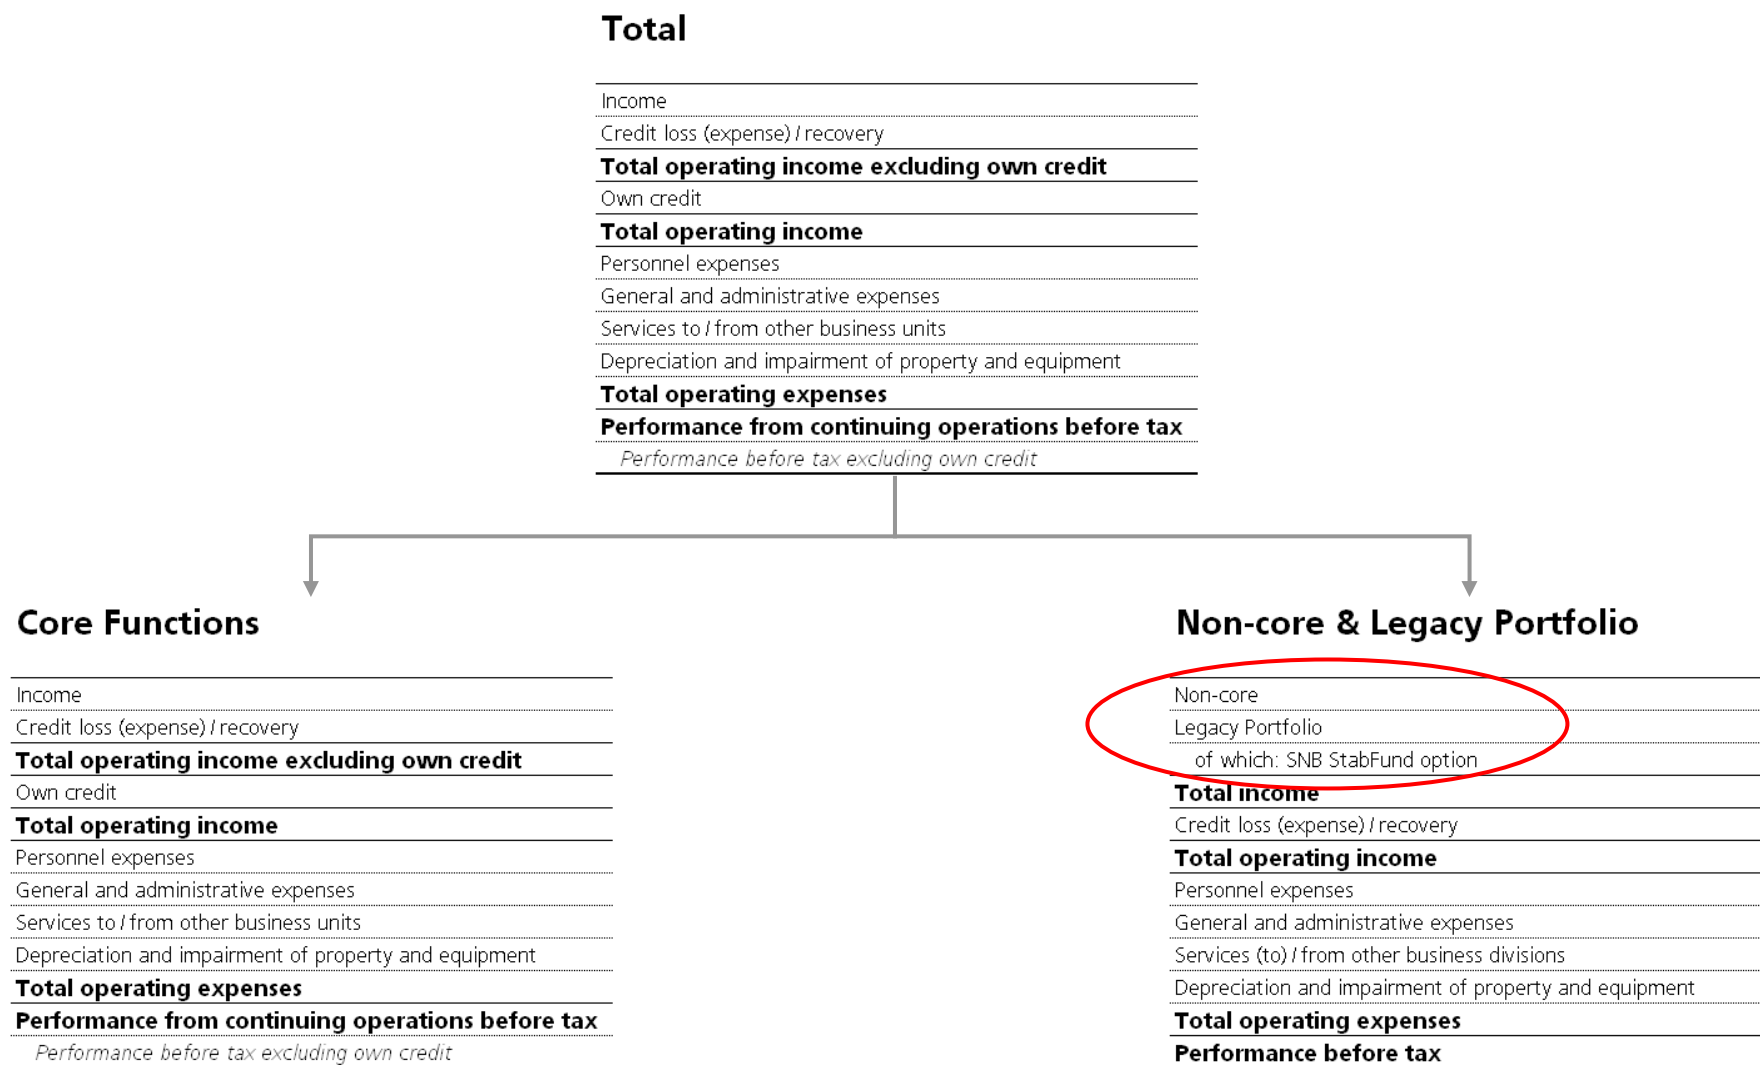 Total
Income
Credit loss (expense) / recovery
Total operating income excluding own credit
Own credit
Total operating income
Personnel expenses
General and administrative expenses
Services to / from other business units
Depreciation and impairment of property and equipment
Total operating expenses
Performance from continuing operations before tax
Performance before tax excluding own credit
Core Functions
Income
Credit loss (expense) / recovery
Total operating income excluding own credit
Own credit
Total operating income
Personnel expenses
General and administrative expenses
Services to / from other business units
Depreciation and impairment of property and equipment
Total operating expenses
Performance from continuing operations before tax
Performance before tax excluding own credit
Non-core & Legacy Portfolio
Non-core
Legacy Portfolio
of which: SNB StabFund option
Total income
Credit loss (expense) / recovery
Total operating income
Personnel expenses
General and administrative expenses
Services (to) / from other business divisions
Depreciation and impairment of property and equipment
Total operating expenses
Performance before tax